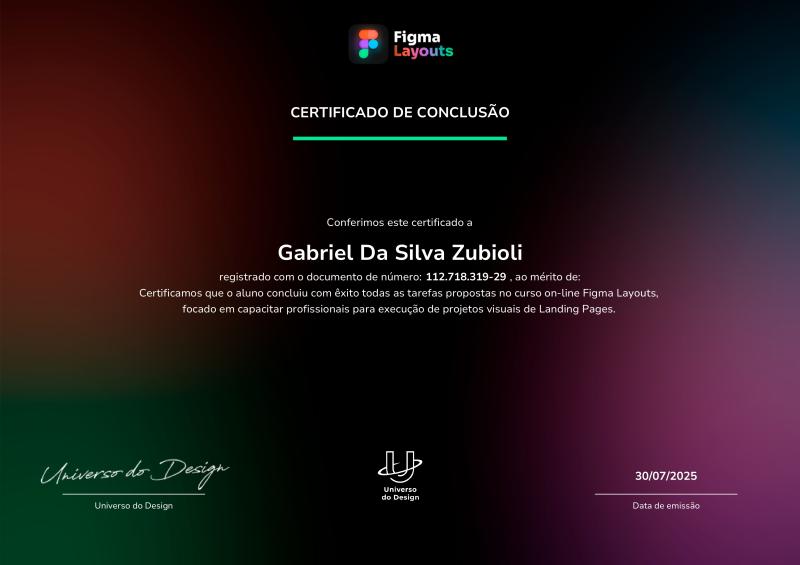 Figma
Layouts
CERTIFICADO DE CONCLUSÃO
Conferimos este certificado a
Gabriel Da Silva Zubioli
registrado com o documento de número: 112.718.319-29 , ao mérito de:
Certificamos que o aluno concluiu com êxito todas as tarefas propostas no curso on-line Figma Layouts,
focado em capacitar profissionais para execução de projetos visuais de Landing Pages.
Universo do Design
Universo do Design
Universo
do Design
30/07/2025
Data de emissão